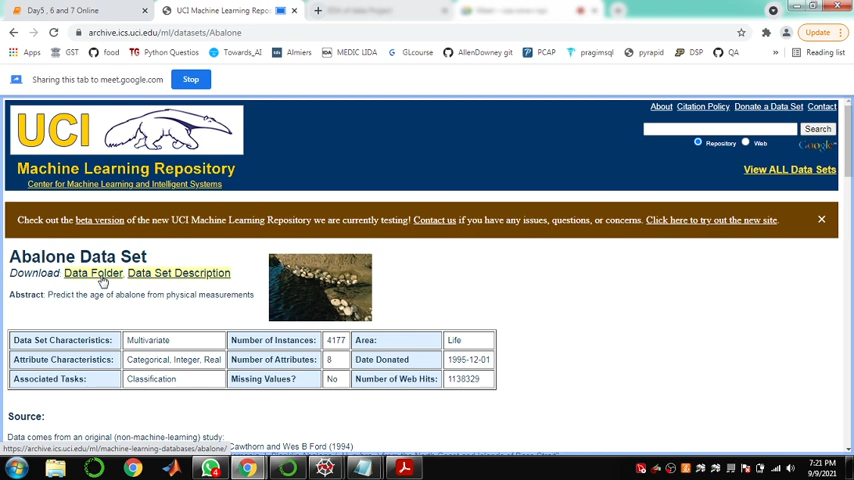 Day5 , 6 and 7 Online
UCI Machine Learning Repo
archive.ics.uci.edu/ml/datasets/Abalone
Update
Apps GST food TG Python Questions Towards_AI Almiers MEDIC LIDA GLcourse AllenDowney git PCAP pragimsql pyrapid DSP QA » Reading list
Sharing this tab to meet.google.com Stop
About Citation Policy Donate a Data Set Contact
UCI
Search
Repository Web Google
Machine Learning Repository
View ALL Data Sets
Center for Machine Learning and Intelligent Systems
Check out the beta version of the new UCI Machine Learning Repository we are currently testing! Contact us if you have any issues, questions, or concerns. Click here to try out the new site.
Abalone Data Set
Download: Data Folder, Data Set Description
Abstract: Predict the age of abalone from physical measurements
Data Set Characteristics: Multivariate Number of Instances: 4177 Area: Life
Attribute Characteristics: Categorical, Integer, Real Number of Attributes: 8 Date Donated 1995-12-01
Associated Tasks: Classification Missing Values? No Number of Web Hits: 1138329
Source:
Data comes from an original (non-machine-learning) study:
https://archive.ics.uci.edu/ml/machine-learning-databases/abalone/
Cawthorn and Wes B Ford (1994)
7:21 PM
9/9/2021